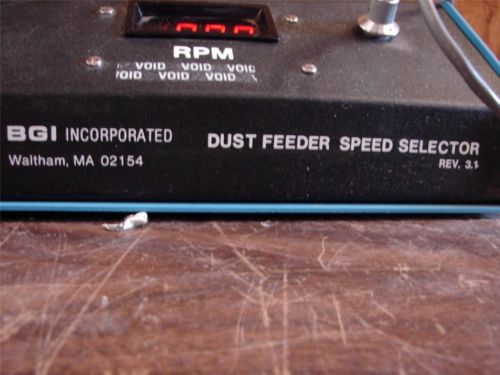 RPM
VOID VOID VOID
VOID VOID VOID
BGI INCORPORATED
Waltham, MA 02154
DUST FEEDER SPEED SELECTOR
REV. 3.1